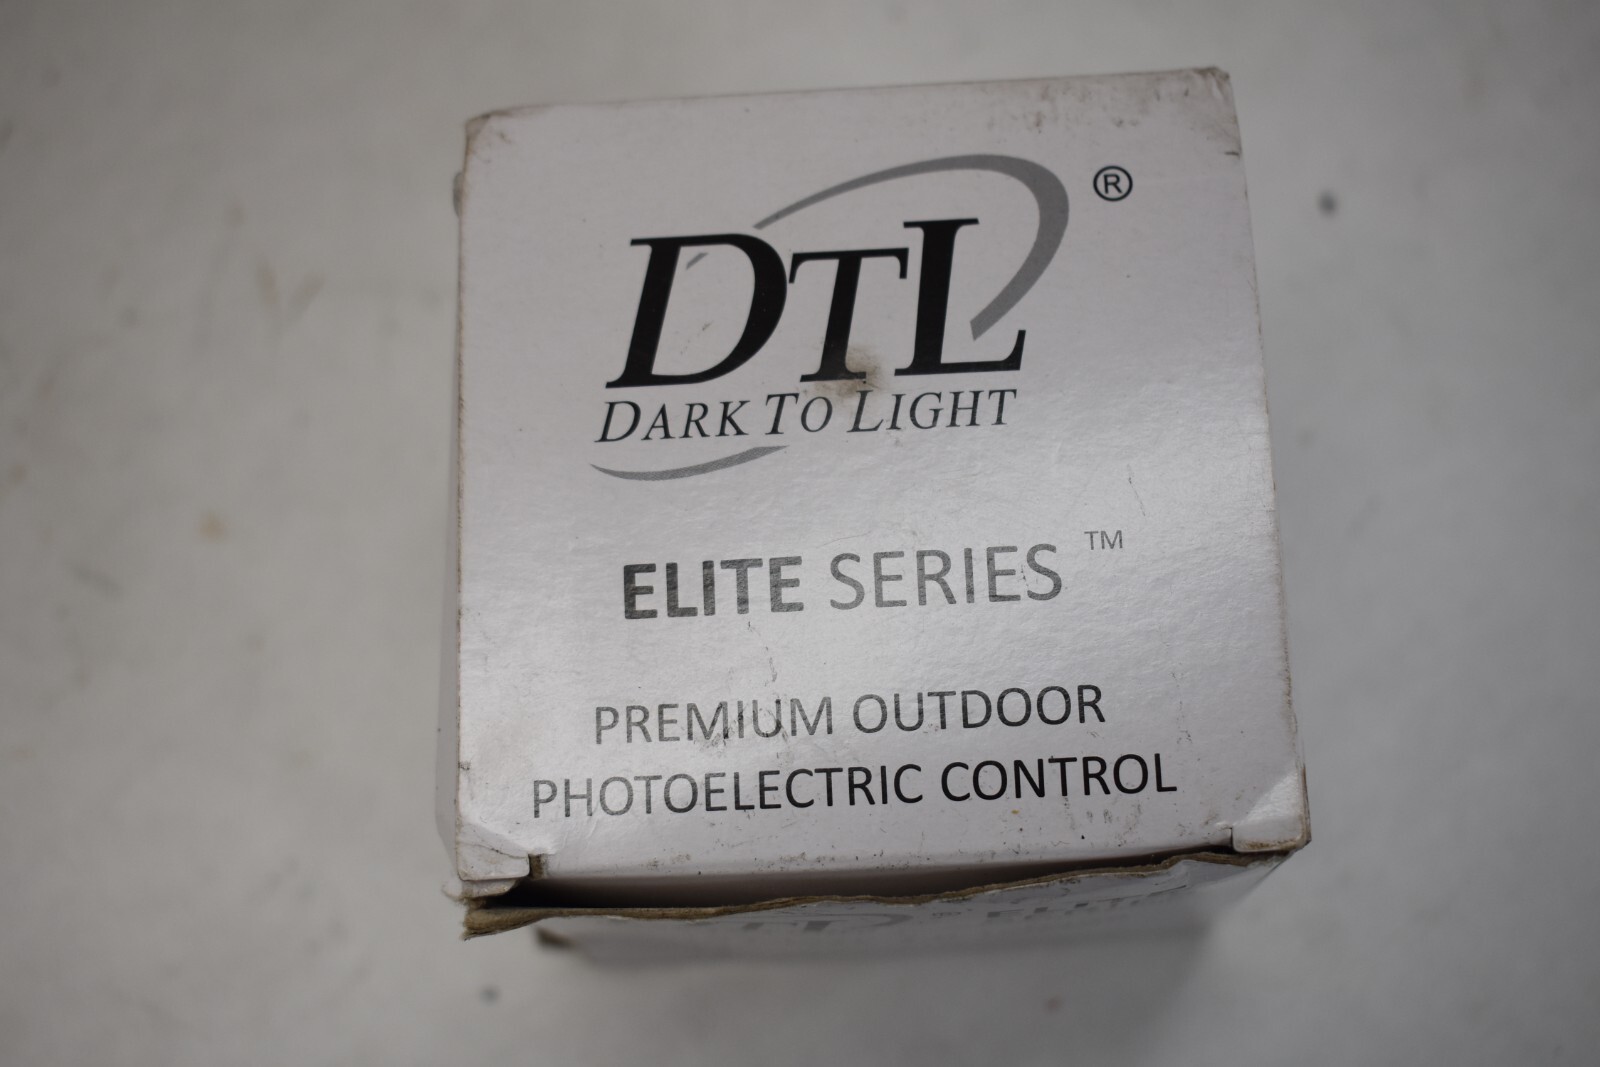 DTL ®
DARK TO LIGHT
ELITE SERIES ™
PREMIUM OUTDOOR
PHOTOELECTRIC CONTROL